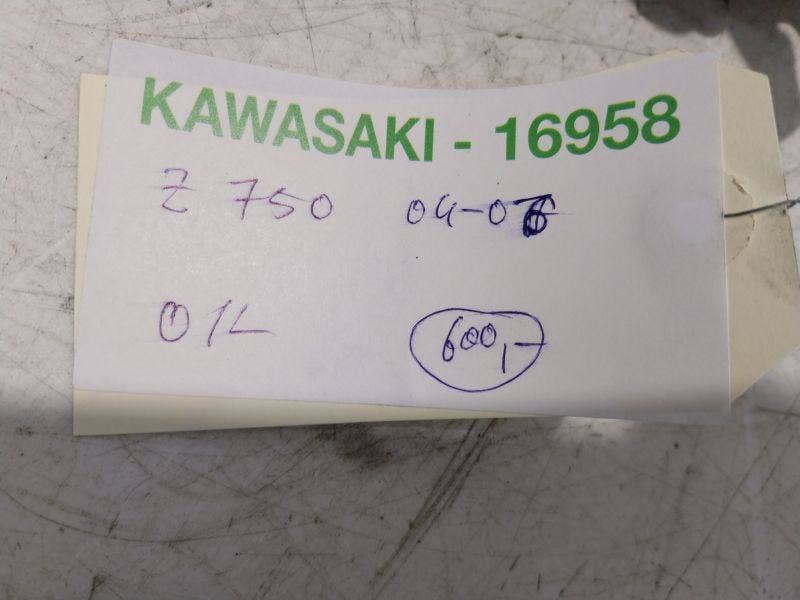 KAWASAKI - 16958
Z 750 04-06
OIL
600,-